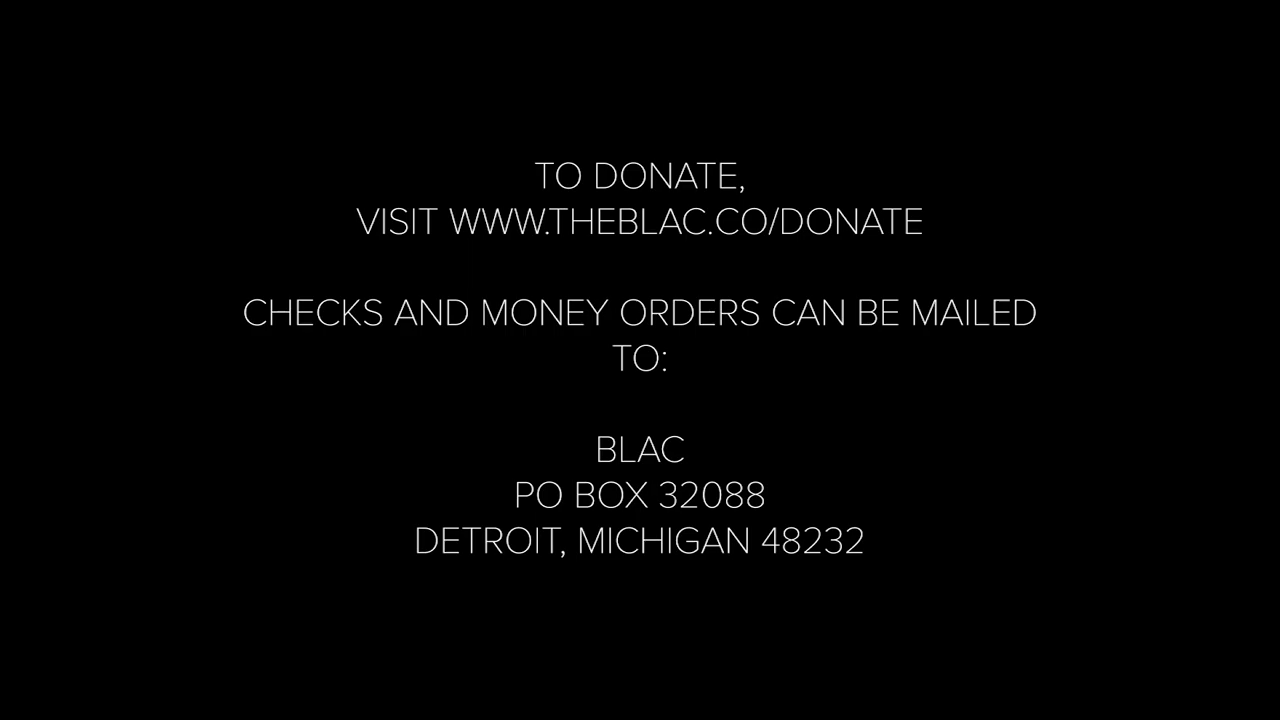 TO DONATE,
VISIT WWW.THEBLAC.CO/DONATE
CHECKS AND MONEY ORDERS CAN BE MAILED
TO:
BLAC
PO BOX 32088
DETROIT, MICHIGAN 48232